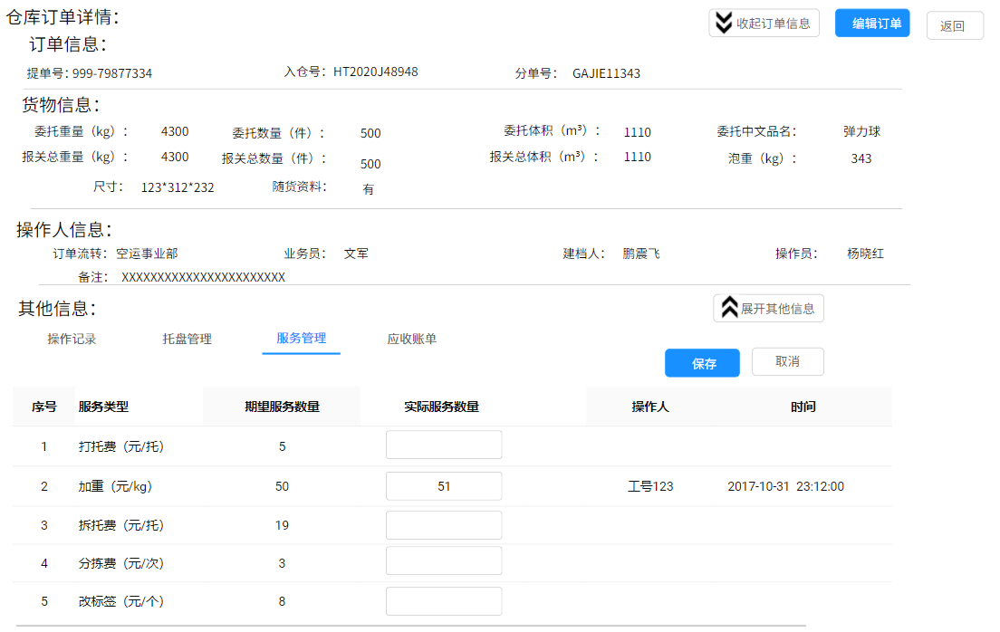 仓库订单详情：
收起订单信息 编辑订单 返回
订单信息：
提单号：999-79877334 入仓号：HT2020J48948 分单号： GAJIE11343
货物信息：
委托重量（kg）： 4300 委托数量（件）： 500 委托体积（m³）： 1110 委托中文品名： 弹力球
报关总重量（kg）： 4300 报关总数量（件）： 500 报关总体积（m³）： 1110 泡重（kg）： 343
尺寸： 123*312*232 随货资料： 有
操作人信息：
订单流转： 空运事业部 业务员： 文军 建档人： 鹏震飞 操作员： 杨晓红
备注： XXXXXXXXXXXXXXXXXXXXXXX
其他信息：
展开其他信息
操作记录 托盘管理 服务管理 应收账单
保存 取消
序号 服务类型 期望服务数量 实际服务数量 操作人 时间
1 打托费（元/托） 5
2 加重（元/kg） 50 51 工号123 2017-10-31 23:12:00
3 拆托费（元/托） 19
4 分拣费（元/次） 3
5 改标签（元/个） 8